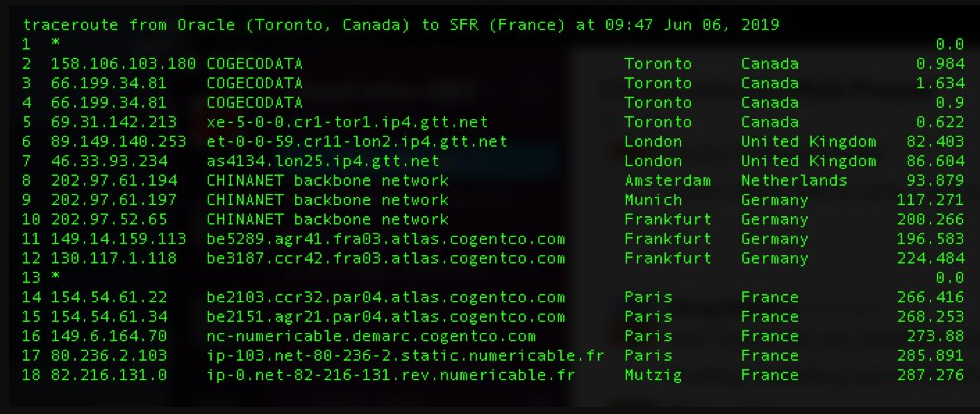 traceroute from Oracle (Toronto, Canada) to SFR (France) at 09:47 Jun 06, 2019
1 * 0.0
2 158.106.103.180 COGECODATA Toronto Canada 0.984
3 66.199.34.81 COGECODATA Toronto Canada 1.634
4 66.199.34.81 COGECODATA Toronto Canada 0.9
5 69.31.142.213 xe-5-0-0.cr1-tor1.ip4.gtt.net Toronto Canada 0.622
6 89.149.140.253 et-0-0-59.cr11-lon2.ip4.gtt.net London United Kingdom 82.403
7 46.33.93.234 as4134.lon25.ip4.gtt.net London United Kingdom 86.604
8 202.97.61.194 CHINANET backbone network Amsterdam Netherlands 93.879
9 202.97.61.197 CHINANET backbone network Munich Germany 117.271
10 202.97.52.65 CHINANET backbone network Frankfurt Germany 200.266
11 149.14.159.113 be5289.agr41.fra03.atlas.cogentco.com Frankfurt Germany 196.583
12 130.117.1.118 be3187.ccr42.fra03.atlas.cogentco.com Frankfurt Germany 224.484
13 * 0.0
14 154.54.61.22 be2103.ccr32.par04.atlas.cogentco.com Paris France 266.416
15 154.54.61.34 be2151.agr21.par04.atlas.cogentco.com Paris France 268.253
16 149.6.164.70 nc-numericable.demarc.cogentco.com Paris France 273.88
17 80.236.2.103 ip-103.net-80-236-2.static.numericable.fr Paris France 285.891
18 82.216.131.0 ip-0.net-82-216-131.rev.numericable.fr Mutzig France 287.276